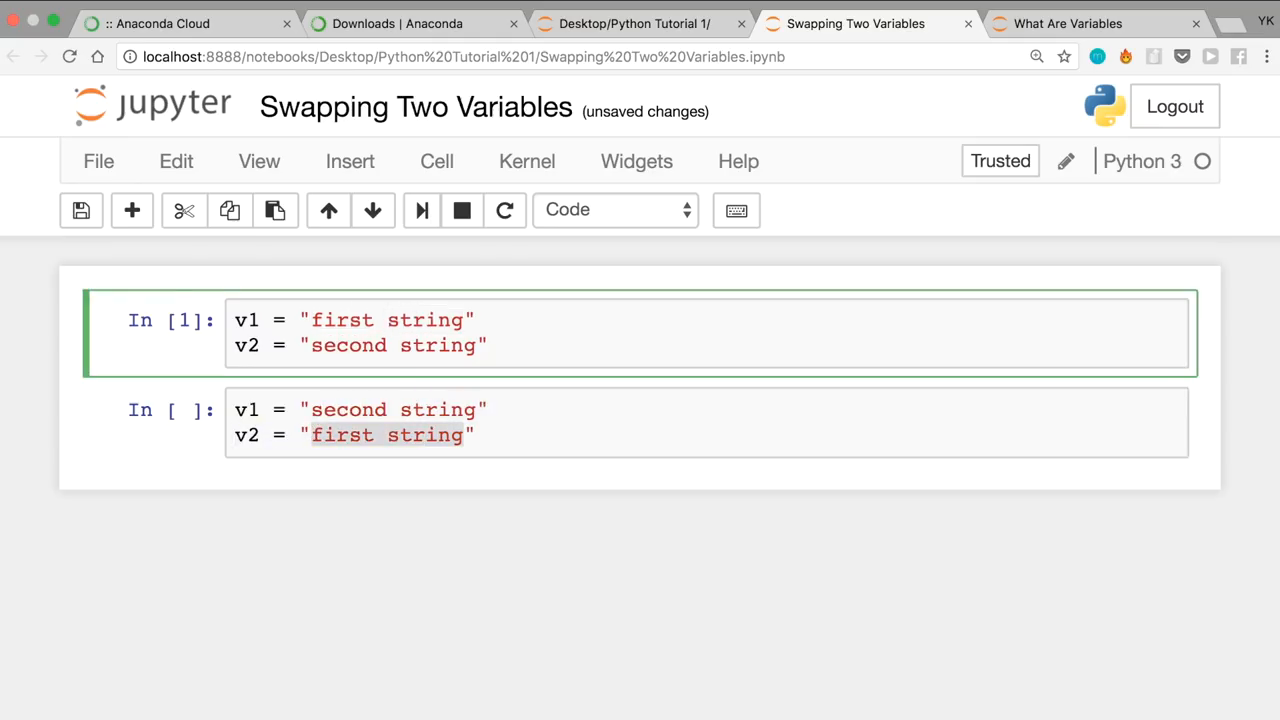 :: Anaconda Cloud
Downloads | Anaconda
Desktop/Python Tutorial 1/
Swapping Two Variables
What Are Variables
YK
localhost:8888/notebooks/Desktop/Python%20Tutorial%201/Swapping%20Two%20Variables.ipynb
jupyter
Swapping Two Variables (unsaved changes)
Logout
File Edit View Insert Cell Kernel Widgets Help
Trusted
Python 3
Code
In [1]: v1 = "first string"
v2 = "second string"
In [ ]: v1 = "second string"
v2 = "first string"